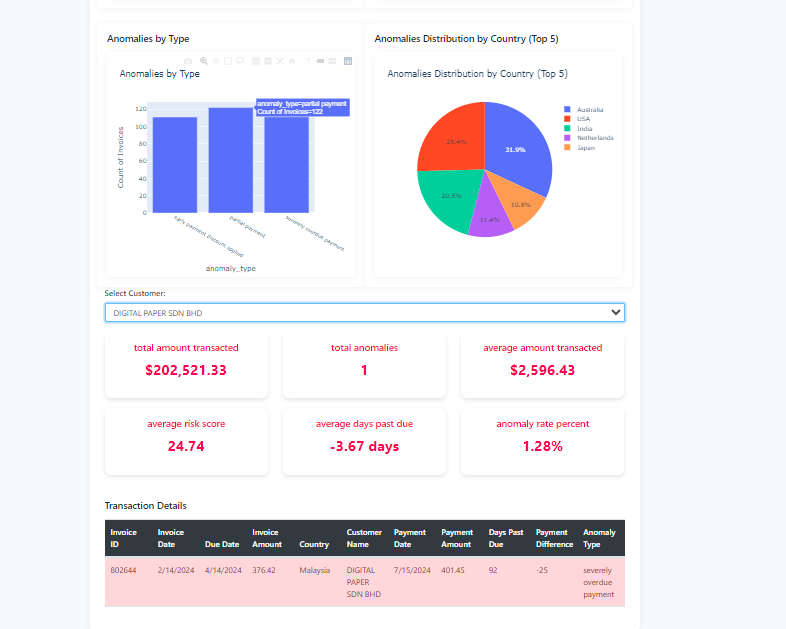 Anomalies by Type
Anomalies by Type
anomaly_type=partial payment
Count of Invoices=122
120
100
80
60
40
20
0
Count of Invoices
early payment discount applied
partial payment
severely overdue payment
anomaly_type
Anomalies Distribution by Country (Top 5)
Anomalies Distribution by Country (Top 5)
31.9%
25.4%
20.5%
11.4%
10.8%
Australia
USA
India
Netherlands
Japan
Select Customer:
DIGITAL PAPER SDN BHD
total amount transacted
$202,521.33
total anomalies
1
average amount transacted
$2,596.43
average risk score
24.74
average days past due
-3.67 days
anomaly rate percent
1.28%
Transaction Details
Invoice ID Invoice Date Due Date Invoice Amount Country Customer Name Payment Date Payment Amount Days Past Due Payment Difference Anomaly Type
802644 2/14/2024 4/14/2024 376.42 Malaysia DIGITAL PAPER SDN BHD 7/15/2024 401.45 92 -25 severely overdue payment